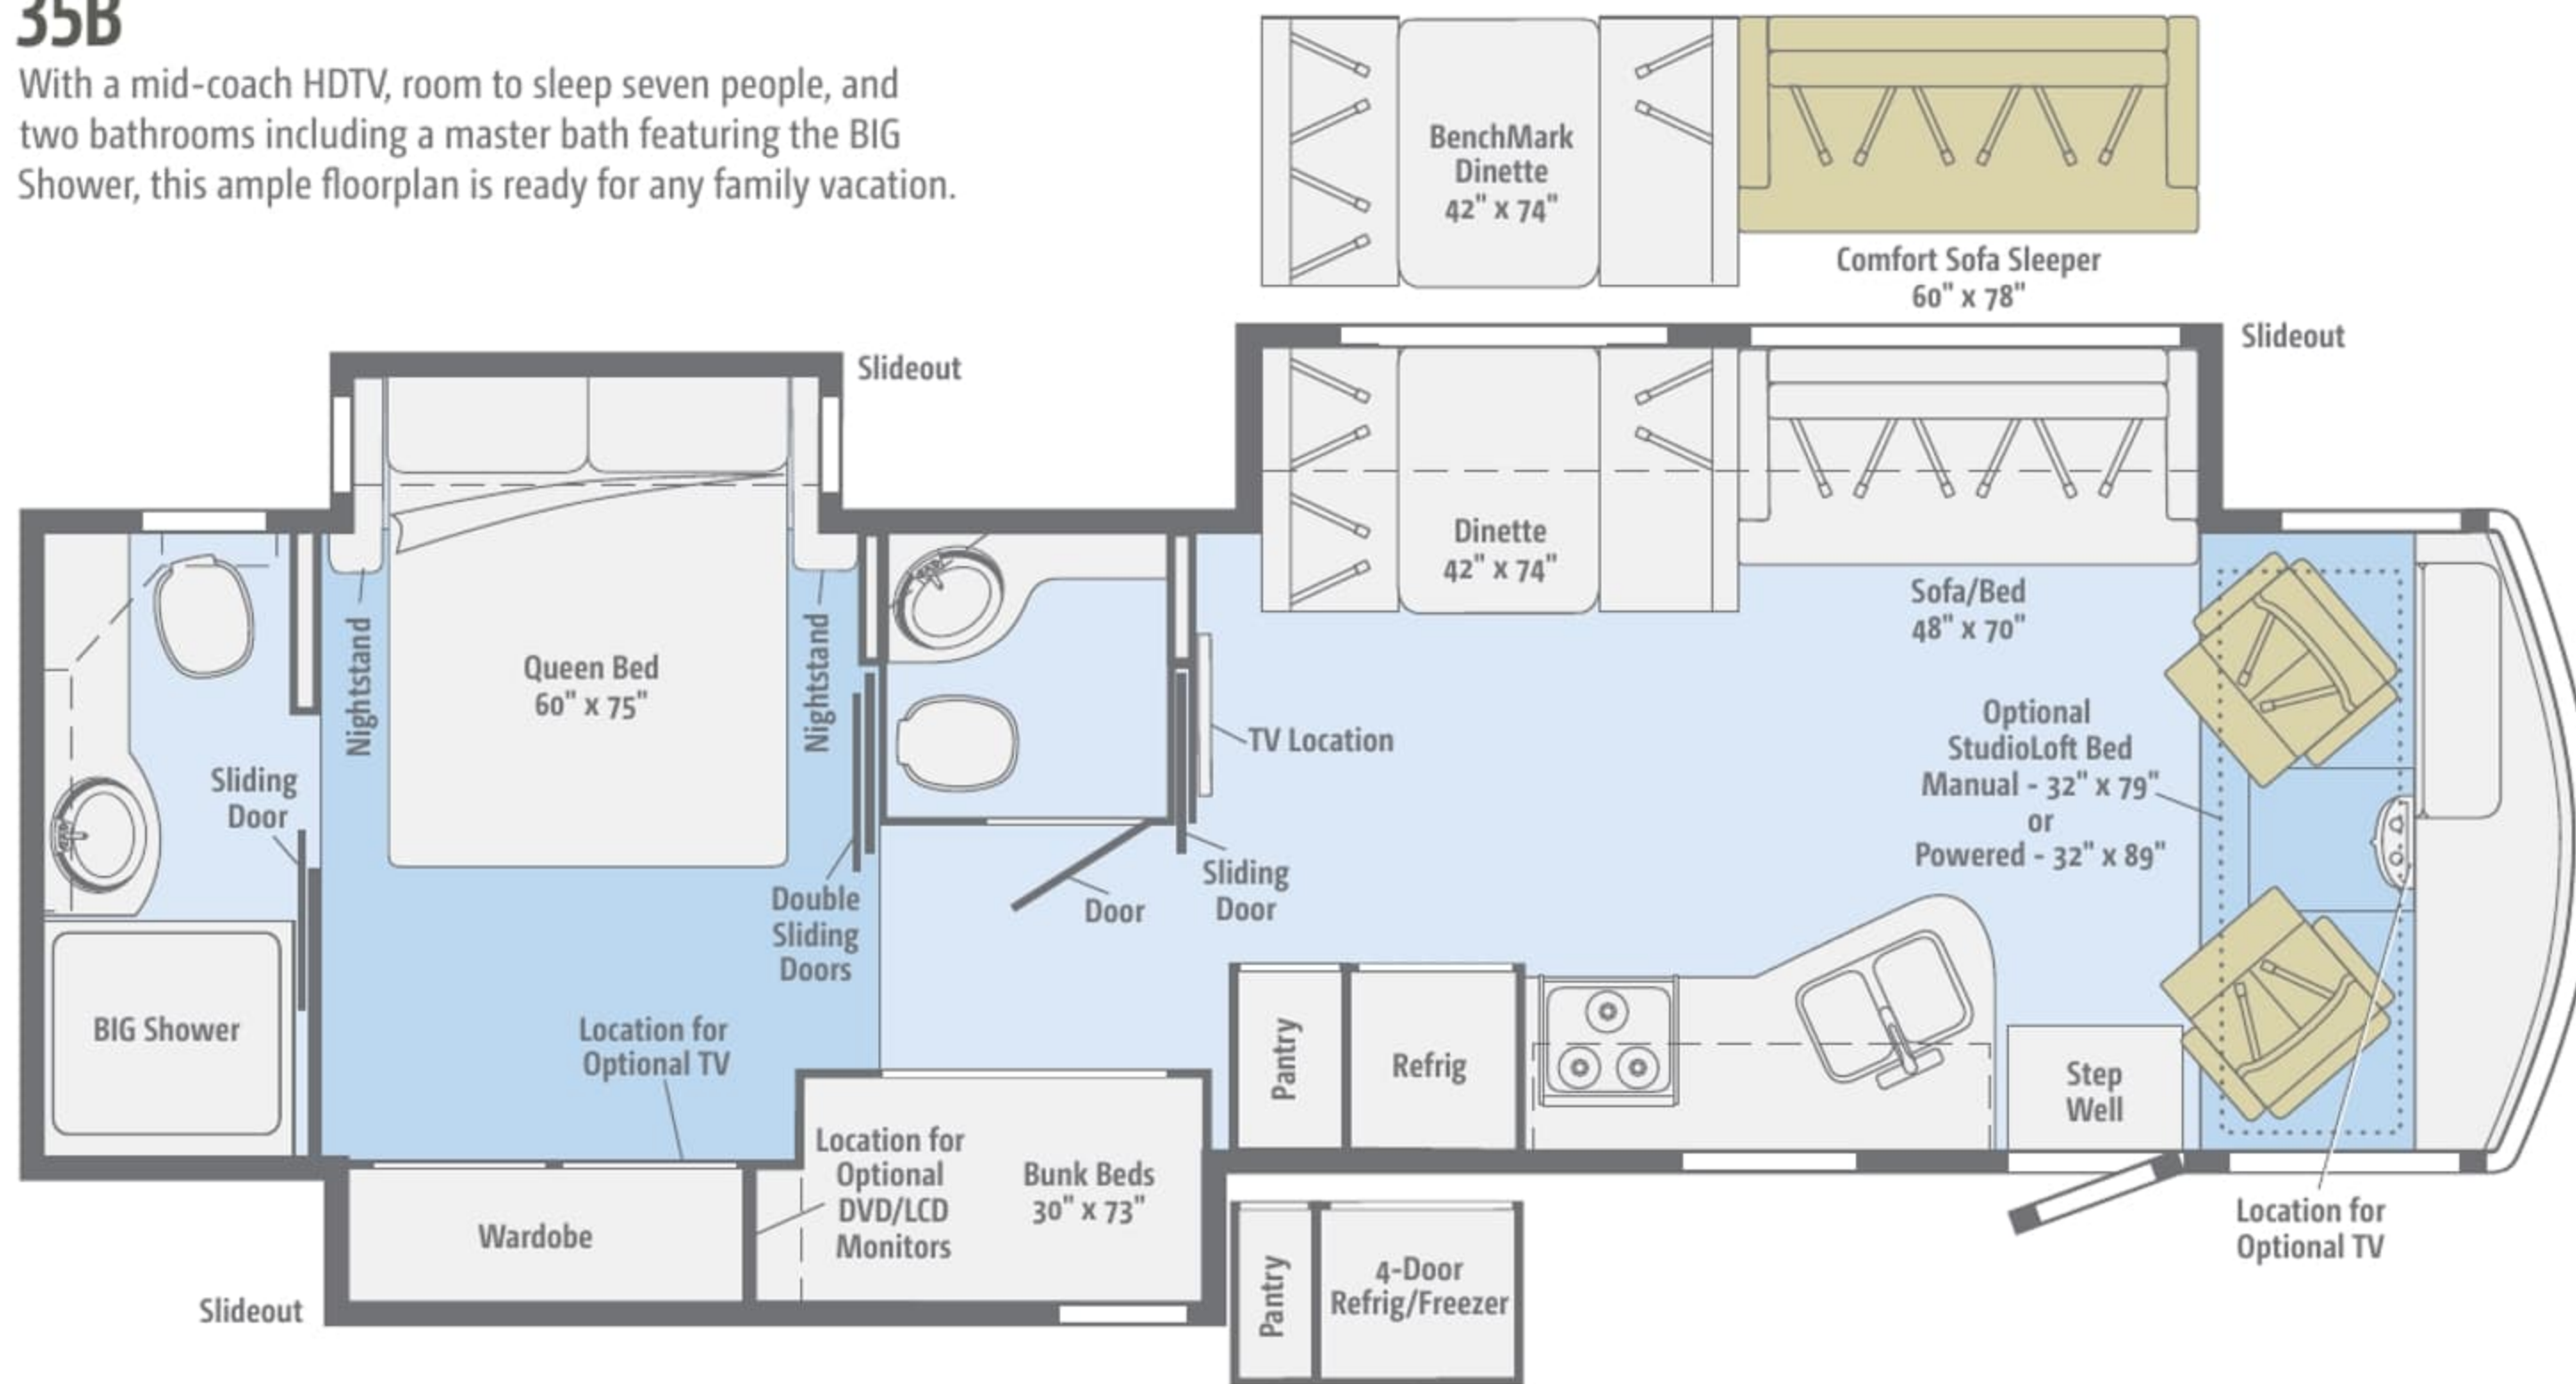 35B
With a mid-coach HDTV, room to sleep seven people, and
two bathrooms including a master bath featuring the BIG
Shower, this ample floorplan is ready for any family vacation.
BenchMark
Dinette
42" x 74"
Comfort Sofa Sleeper
60" x 78"
Slideout
Slideout
Dinette
42" x 74"
Sofa/Bed
48" x 70"
Nightstand
Queen Bed
60" x 75"
Nightstand
TV Location
Optional
StudioLoft Bed
Manual - 32" x 79"
or
Powered - 32" x 89"
Sliding
Door
Double
Sliding
Doors
Door
Sliding
Door
BIG Shower
Location for
Optional TV
Pantry
Refrig
Step
Well
Location for
Optional
DVD/LCD
Monitors
Bunk Beds
30" x 73"
Wardobe
Slideout
Pantry
4-Door
Refrig/Freezer
Location for
Optional TV